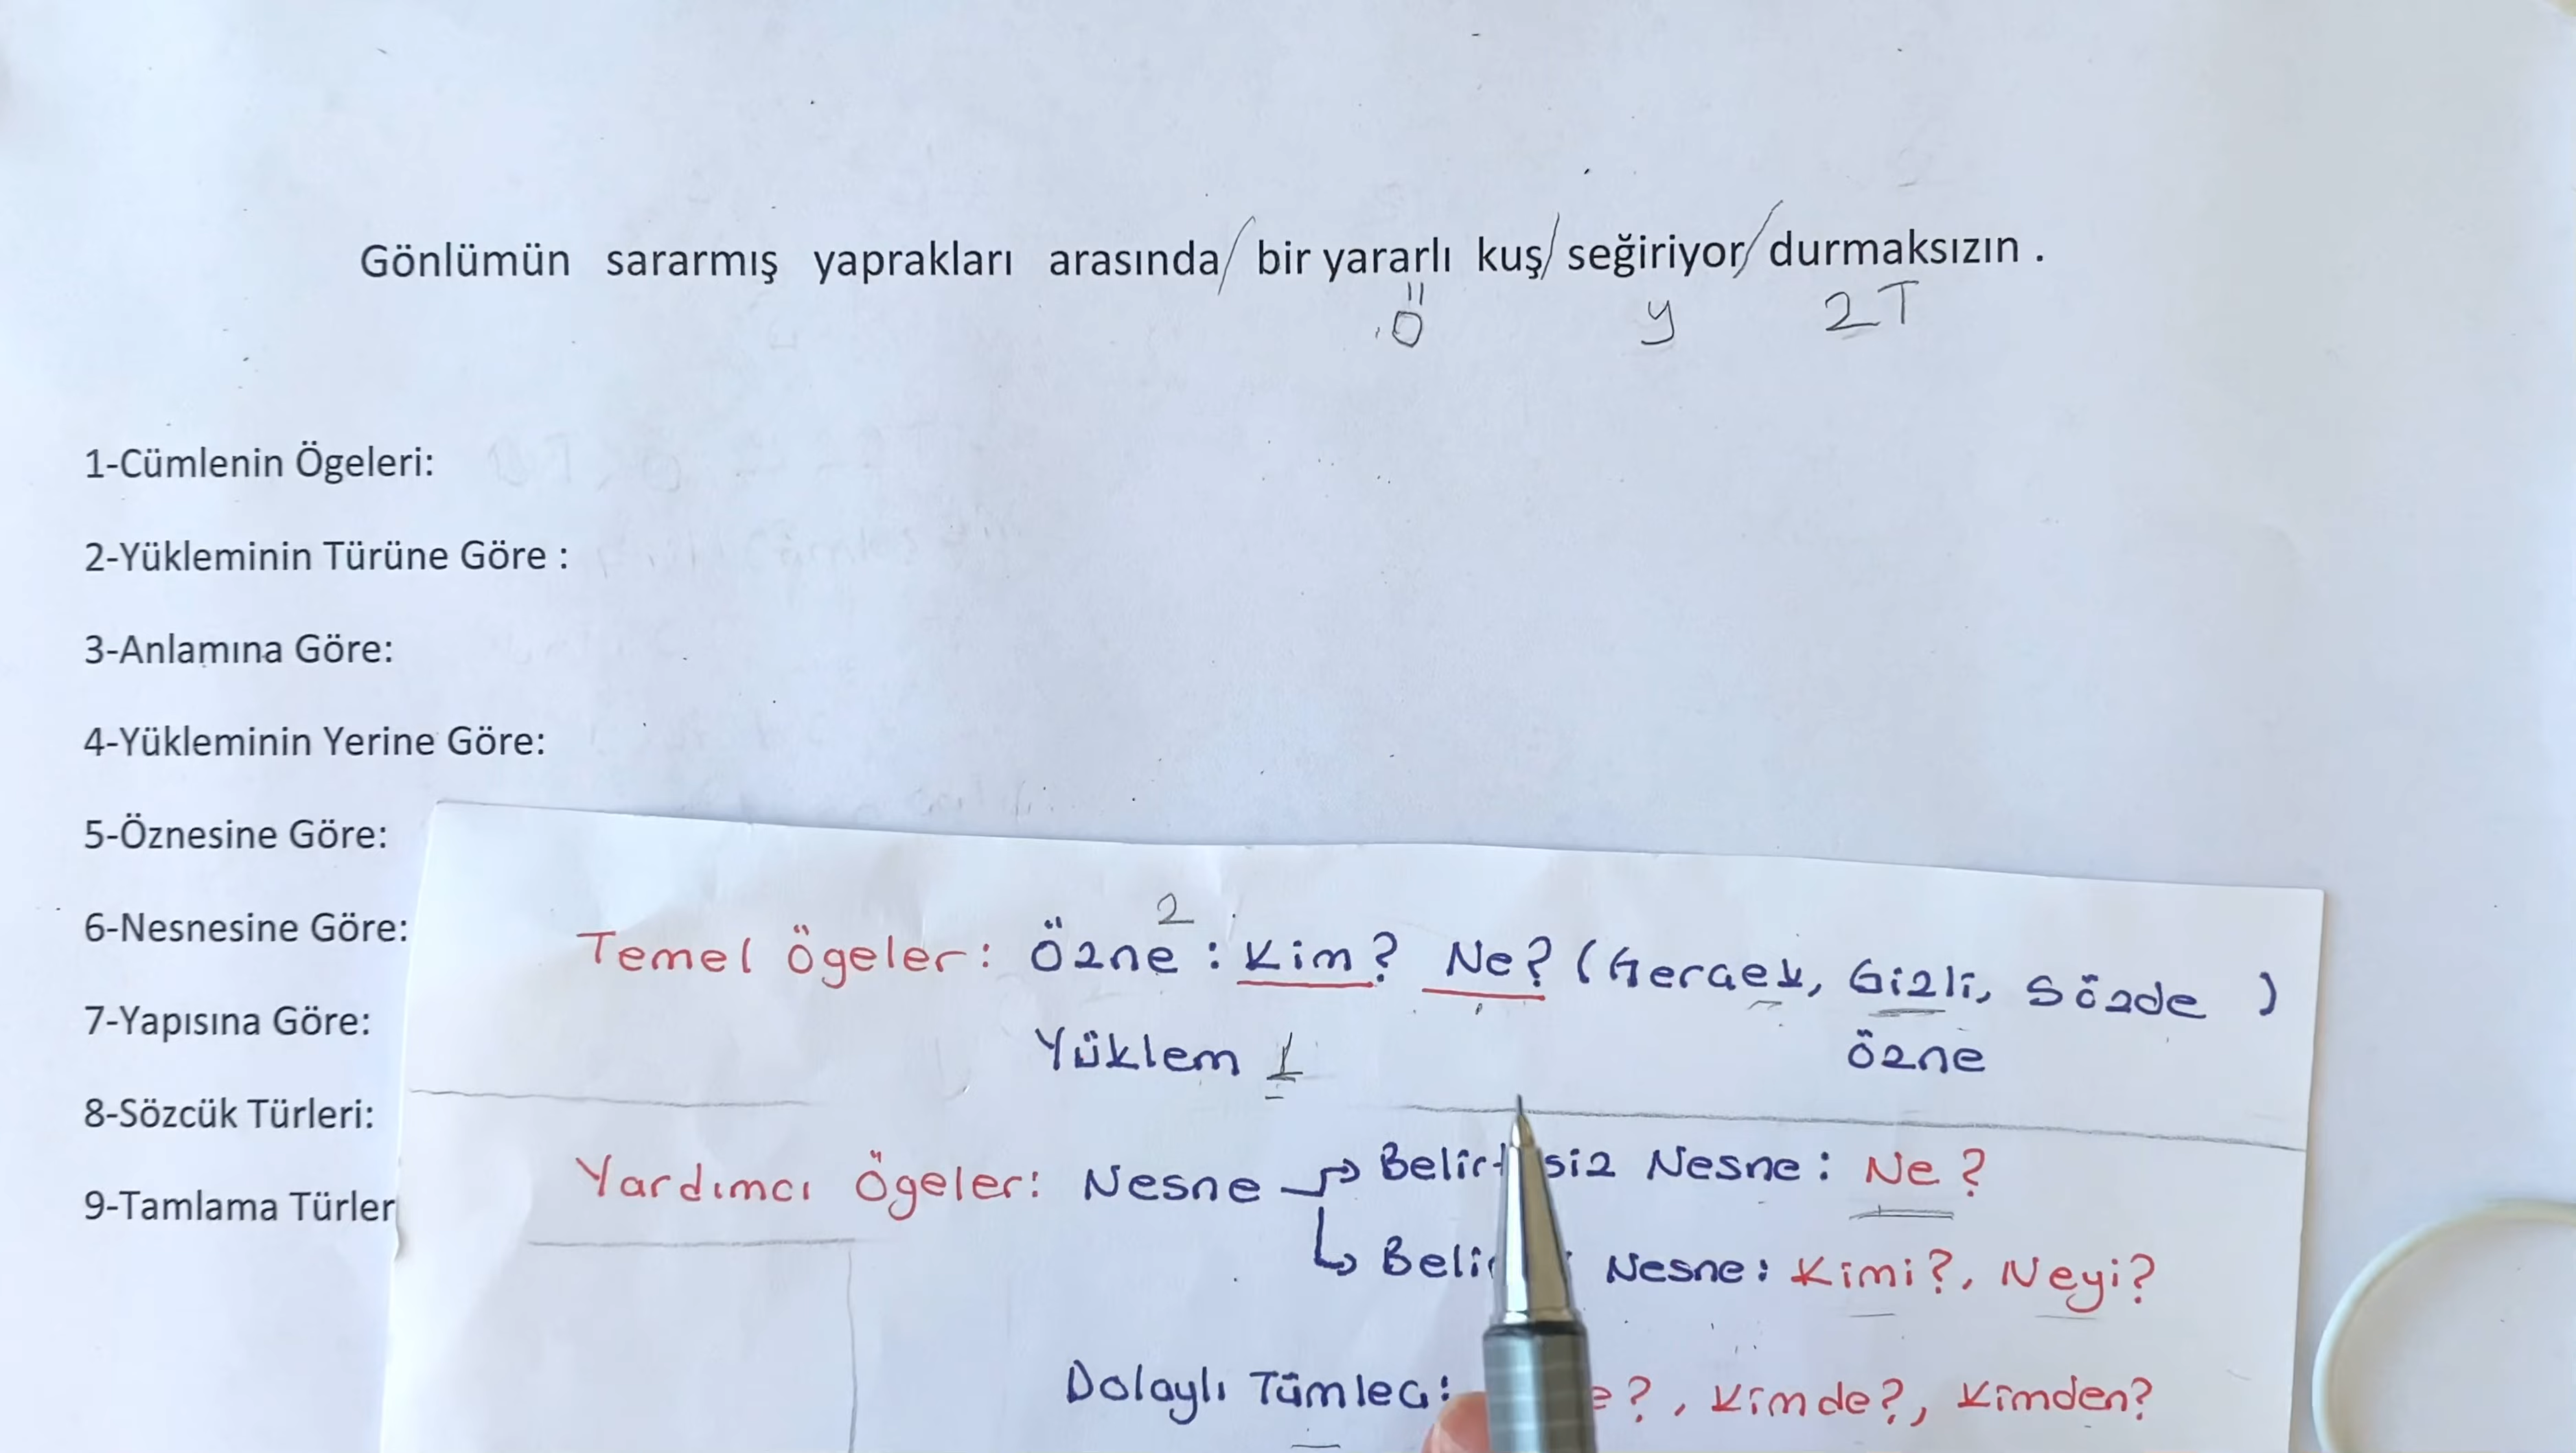 Gönlümün sararmış yaprakları arasında/ bir yararlı kuş/ seğiriyor/ durmaksızın .
Ö y 2T
1-Cümlenin Ögeleri:
2-Yükleminin Türüne Göre :
3-Anlamına Göre:
4-Yükleminin Yerine Göre:
5-Öznesine Göre:
6-Nesnesine Göre:
7-Yapısına Göre:
8-Sözcük Türleri:
9-Tamlama Türler
2
Temel Ögeler: Özne : Kim? Ne? (Gerçek, Gizli, Sözde )
Yüklem 1 Özne
Yardımcı Ögeler: Nesne → Belir siz Nesne: Ne?
↳ Beli Nesne: Kimi?, Neyi?
Dolaylı Tümleç: e?, Kimde?, Kimden?